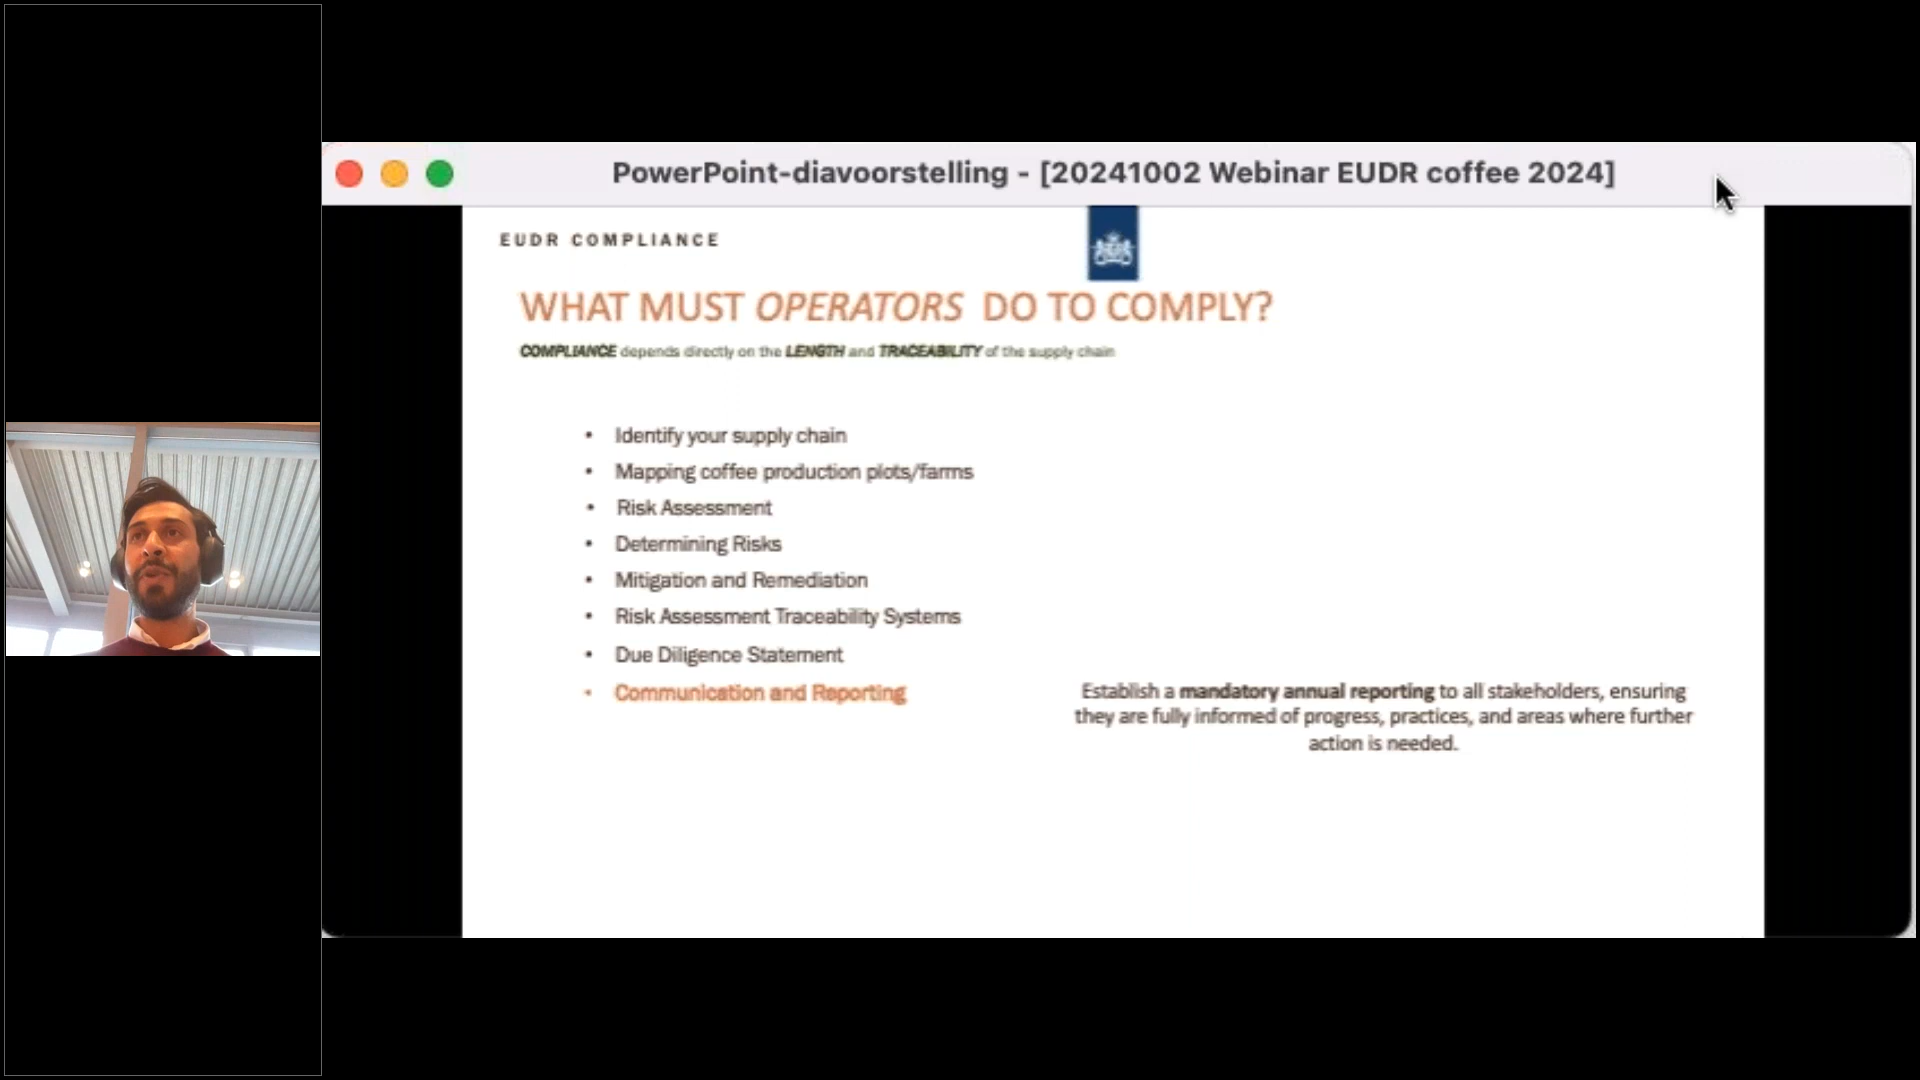 PowerPoint-diavoorstelling - [20241002 Webinar EUDR coffee 2024]
EUDR COMPLIANCE
WHAT MUST OPERATORS DO TO COMPLY?
COMPLIANCE depends directly on the LENGTH and TRACEABILITY of the supply chain
• Identify your supply chain
• Mapping coffee production plots/farms
• Risk Assessment
• Determining Risks
• Mitigation and Remediation
• Risk Assessment Traceability Systems
• Due Diligence Statement
• Communication and Reporting
Establish a mandatory annual reporting to all stakeholders, ensuring
they are fully informed of progress, practices, and areas where further
action is needed.